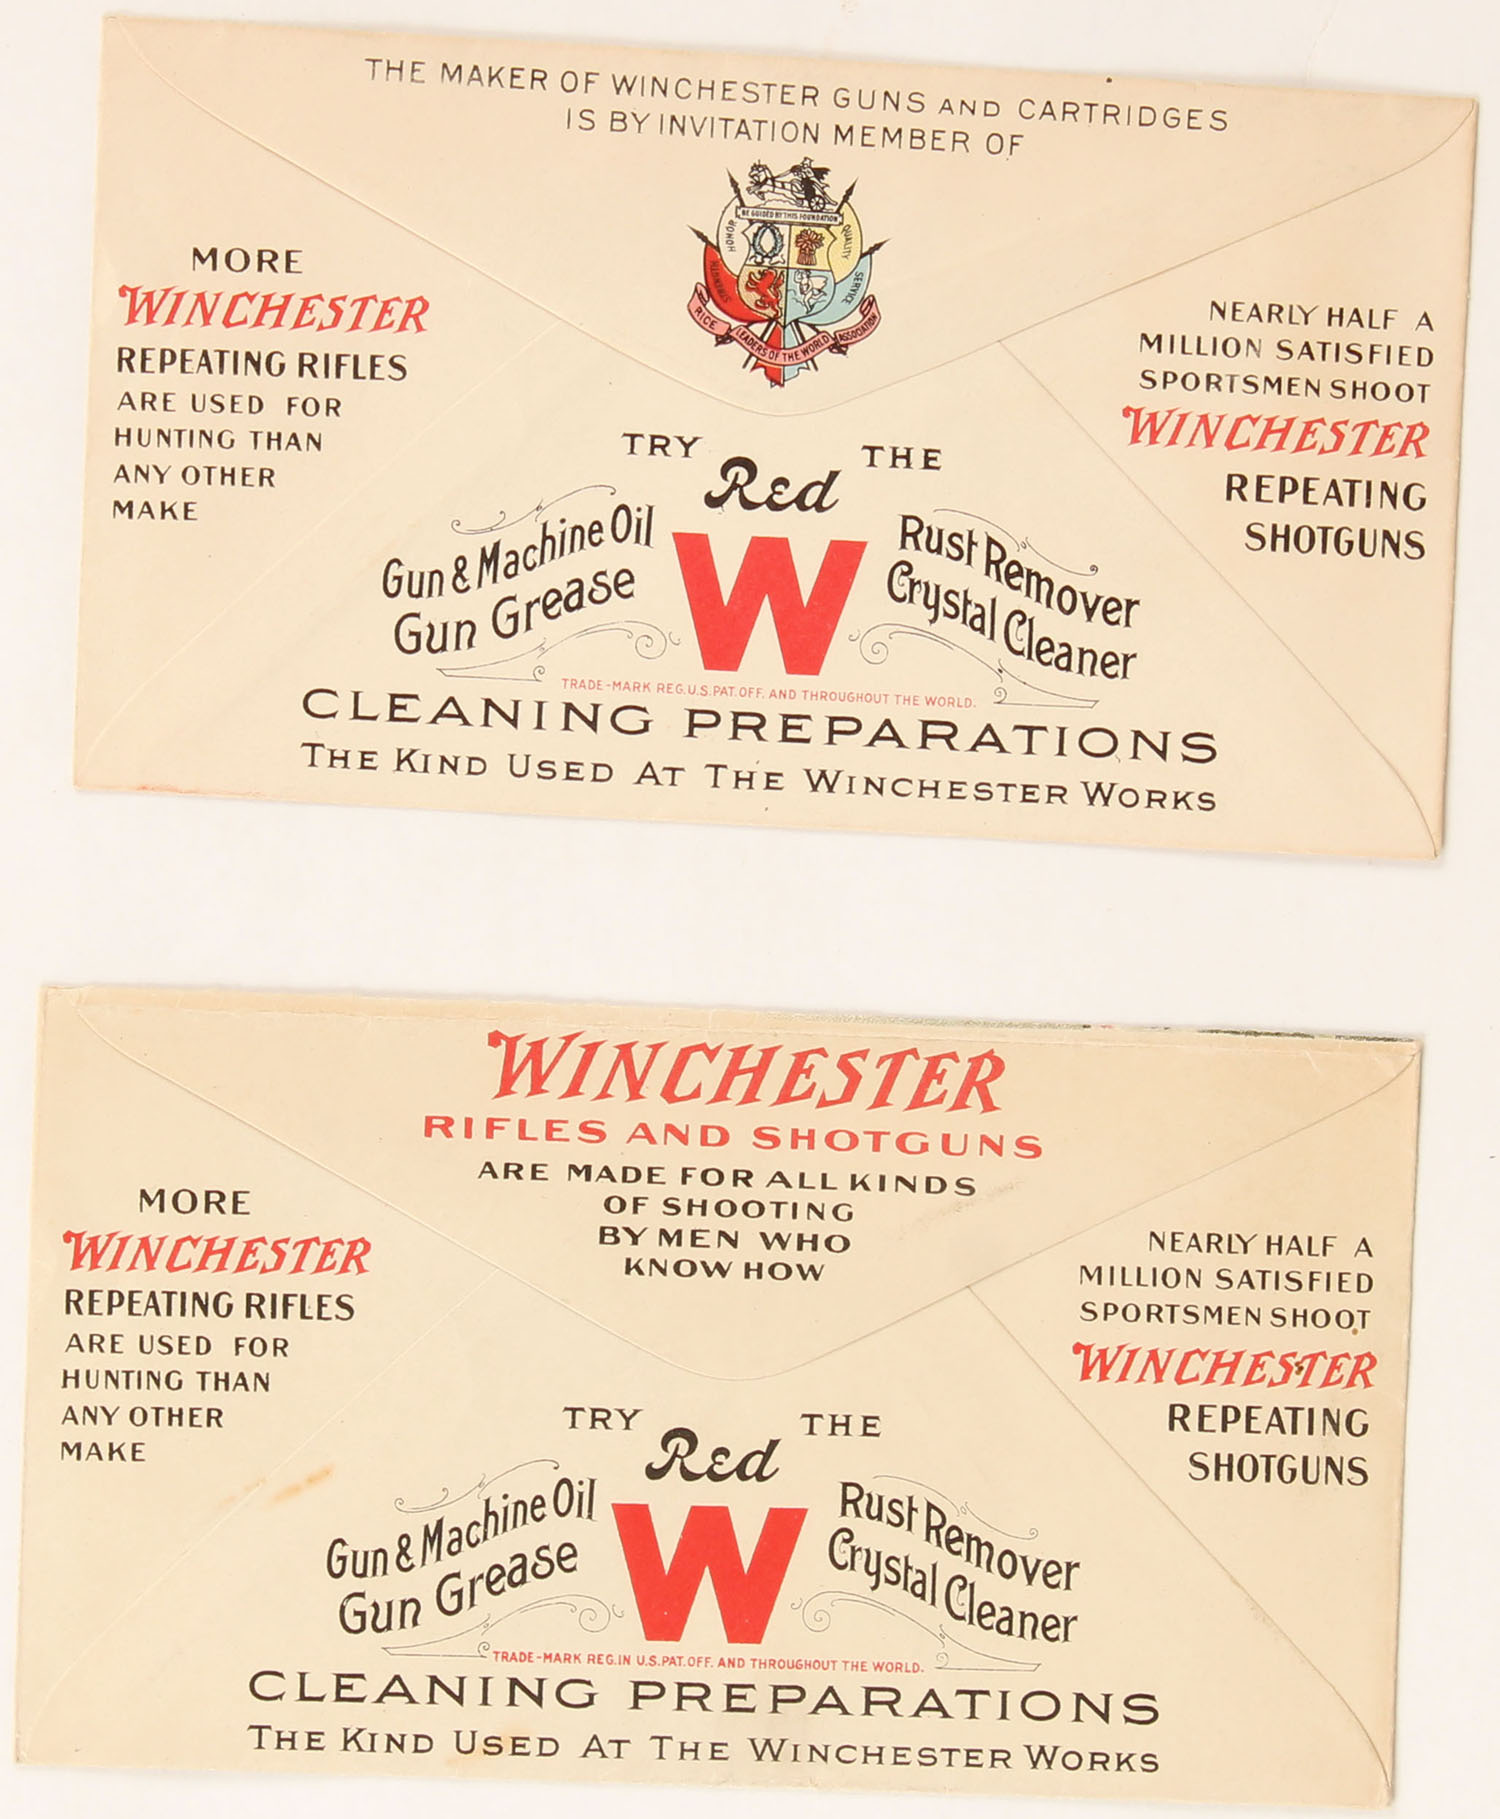 THE MAKER OF WINCHESTER GUNS AND CARTRIDGES
IS BY INVITATION MEMBER OF
BE GUIDED BY THIS FOUNDATION
HONOR
QUALITY
STRENGTH
SERVICE
RICE LEADERS OF THE WORLD ASSOCIATION
MORE
WINCHESTER
REPEATING RIFLES
ARE USED FOR
HUNTING THAN
ANY OTHER
MAKE
NEARLY HALF A
MILLION SATISFIED
SPORTSMEN SHOOT
WINCHESTER
REPEATING
SHOTGUNS
TRY THE
Red
W
Gun & Machine Oil
Gun Grease
Rust Remover
Crystal Cleaner
TRADE-MARK REG. U.S. PAT. OFF. AND THROUGHOUT THE WORLD.
CLEANING PREPARATIONS
THE KIND USED AT THE WINCHESTER WORKS
WINCHESTER
RIFLES AND SHOTGUNS
ARE MADE FOR ALL KINDS
OF SHOOTING
BY MEN WHO
KNOW HOW
MORE
WINCHESTER
REPEATING RIFLES
ARE USED FOR
HUNTING THAN
ANY OTHER
MAKE
NEARLY HALF A
MILLION SATISFIED
SPORTSMEN SHOOT
WINCHESTER
REPEATING
SHOTGUNS
TRY THE
Red
W
Gun & Machine Oil
Gun Grease
Rust Remover
Crystal Cleaner
TRADE-MARK REG. IN U.S. PAT. OFF. AND THROUGHOUT THE WORLD.
CLEANING PREPARATIONS
THE KIND USED AT THE WINCHESTER WORKS